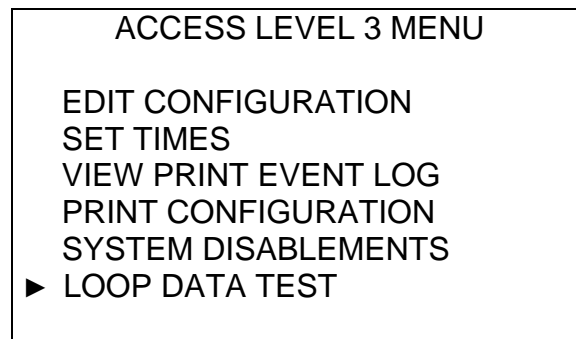 ACCESS LEVEL 3 MENU
EDIT CONFIGURATION
SET TIMES
VIEW PRINT EVENT LOG
PRINT CONFIGURATION
SYSTEM DISABLEMENTS
► LOOP DATA TEST